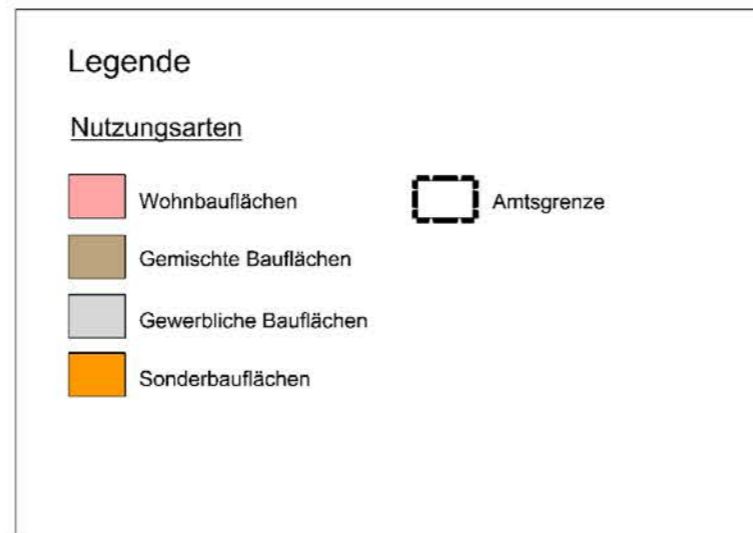 Legende
Nutzungsarten
Wohnbauflächen
Amtsgrenze
Gemischte Bauflächen
Gewerbliche Bauflächen
Sonderbauflächen